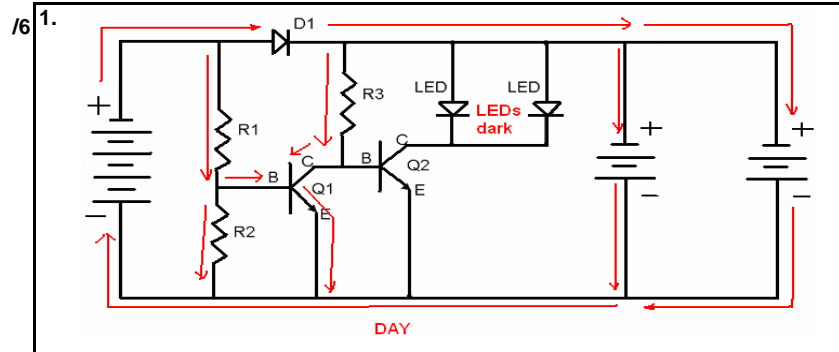 /6
1.
D1
LED
LED
R3
LEDs
dark
+
R1
+
+
C
C
B
B
Q2
Q1
−
E
−
−
E
R2
DAY